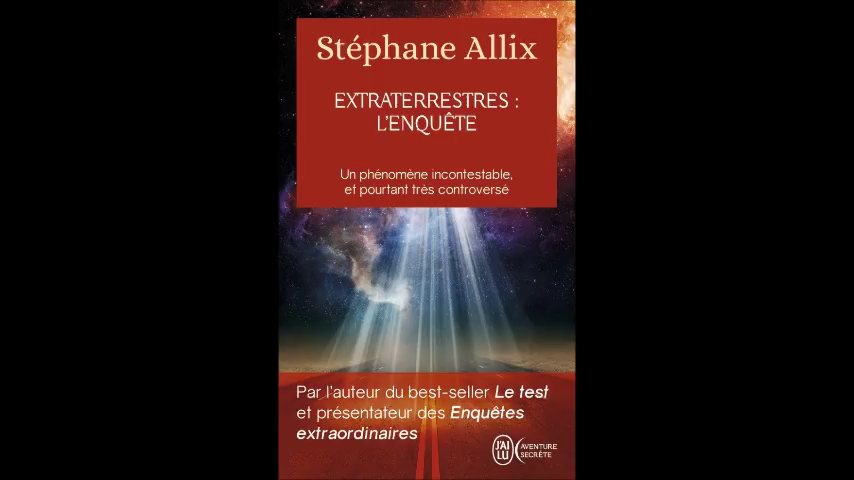 Stéphane Allix
EXTRATERRESTRES :
L'ENQUÊTE
Un phénomène incontestable,
et pourtant très controversé
Par l'auteur du best-seller Le test
et présentateur des Enquêtes
extraordinaires
J'AI
LU
AVENTURE
SECRÈTE